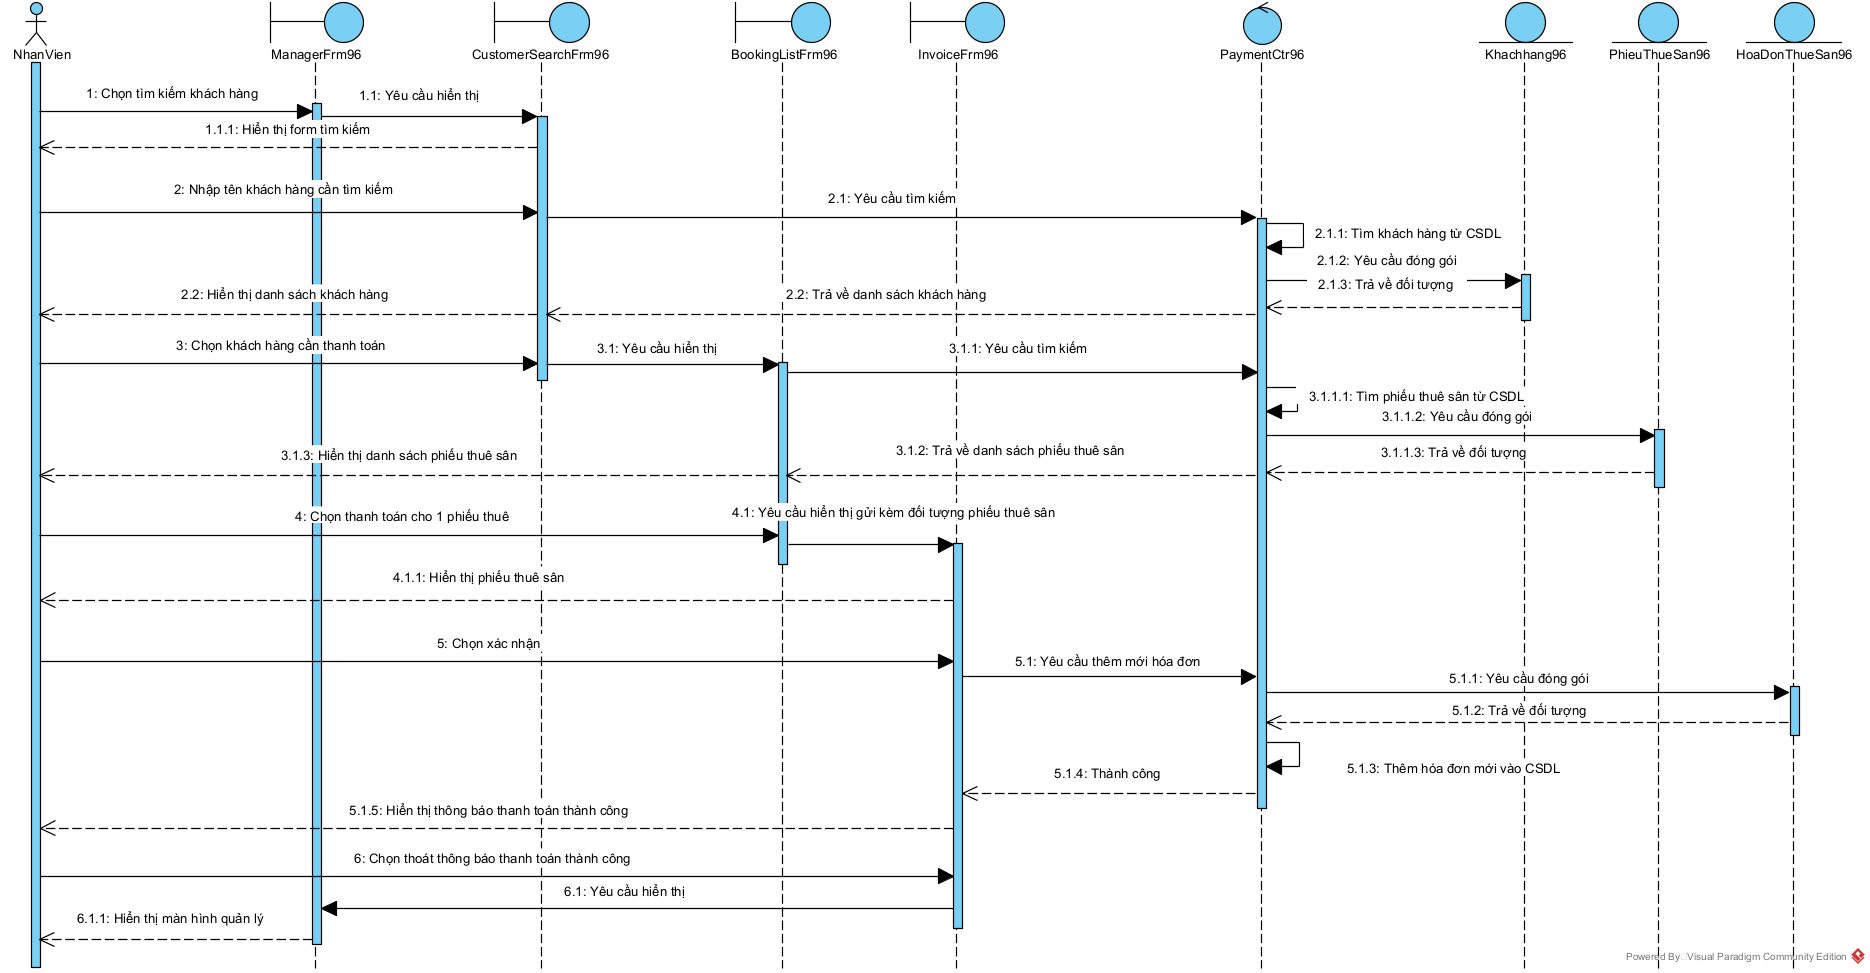 NhanVien
ManagerFrm96
CustomerSearchFrm96
BookingListFrm96
InvoiceFrm96
PaymentCtr96
Khachhang96
PhieuThueSan96
HoaDonThueSan96
1: Chọn tìm kiếm khách hàng
1.1: Yêu cầu hiển thị
1.1.1: Hiển thị form tìm kiếm
2: Nhập tên khách hàng cần tìm kiếm
2.1: Yêu cầu tìm kiếm
2.1.1: Tìm khách hàng từ CSDL
2.1.2: Yêu cầu đóng gói
2.1.3: Trả về đối tượng
2.2: Hiển thị danh sách khách hàng
2.2: Trả về danh sách khách hàng
3: Chọn khách hàng cần thanh toán
3.1: Yêu cầu hiển thị
3.1.1: Yêu cầu tìm kiếm
3.1.1.1: Tìm phiếu thuê sân từ CSDL
3.1.1.2: Yêu cầu đóng gói
3.1.3: Hiển thị danh sách phiếu thuê sân
3.1.2: Trả về danh sách phiếu thuê sân
3.1.1.3: Trả về đối tượng
4: Chọn thanh toán cho 1 phiếu thuê
4.1: Yêu cầu hiển thị gửi kèm đối tượng phiếu thuê sân
4.1.1: Hiển thị phiếu thuê sân
5: Chọn xác nhận
5.1: Yêu cầu thêm mới hóa đơn
5.1.1: Yêu cầu đóng gói
5.1.2: Trả về đối tượng
5.1.3: Thêm hóa đơn mới vào CSDL
5.1.4: Thành công
5.1.5: Hiển thị thông báo thanh toán thành công
6: Chọn thoát thông báo thanh toán thành công
6.1: Yêu cầu hiển thị
6.1.1: Hiển thị màn hình quản lý
Powered By Visual Paradigm Community Edition